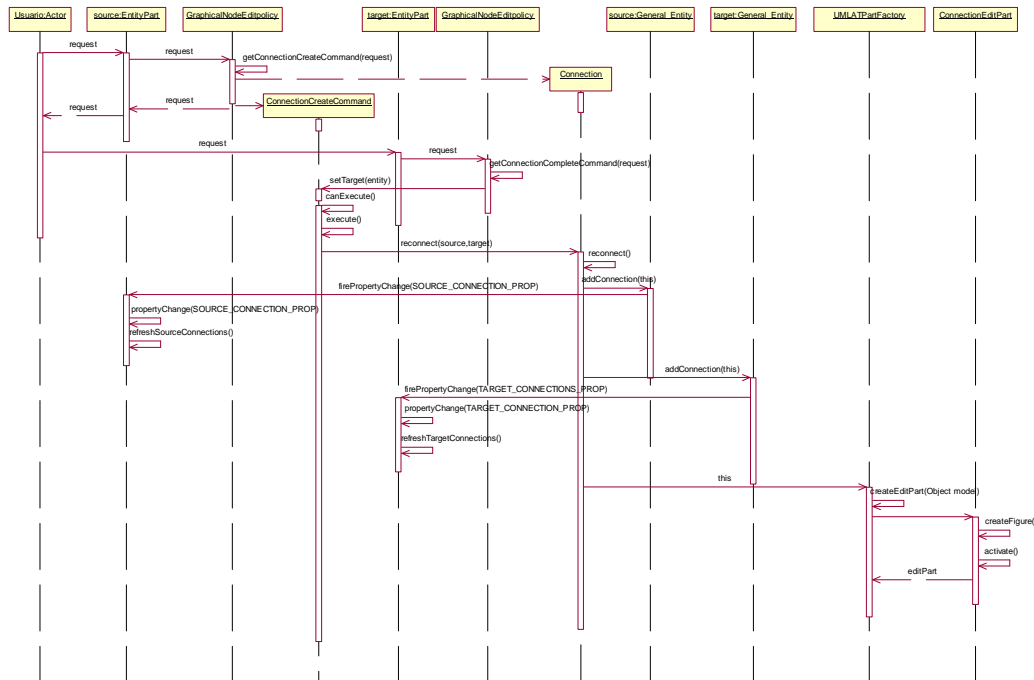 Usuario:Actor
source:EntityPart
GraphicalNodeEditpolicy
target:EntityPart
GraphicalNodeEditpolicy
source:General_Entity
target:General_Entity
UMLATPartFactory
ConnectionEditPart
request
request
getConnectionCreateCommand(request)
Connection
request
request
ConnectionCreateCommand
request
request
getConnectionCompleteCommand(request)
setTarget(entity)
canExecute()
execute()
reconnect(source,target)
reconnect()
addConnection(this)
firePropertyChange(SOURCE_CONNECTION_PROP)
propertyChange(SOURCE_CONNECTION_PROP)
refreshSourceConnections()
addConnection(this)
firePropertyChange(TARGET_CONNECTIONS_PROP)
propertyChange(TARGET_CONNECTION_PROP)
refreshTargetConnections()
this
createEditPart(Object model)
createFigure(
activate()
editPart